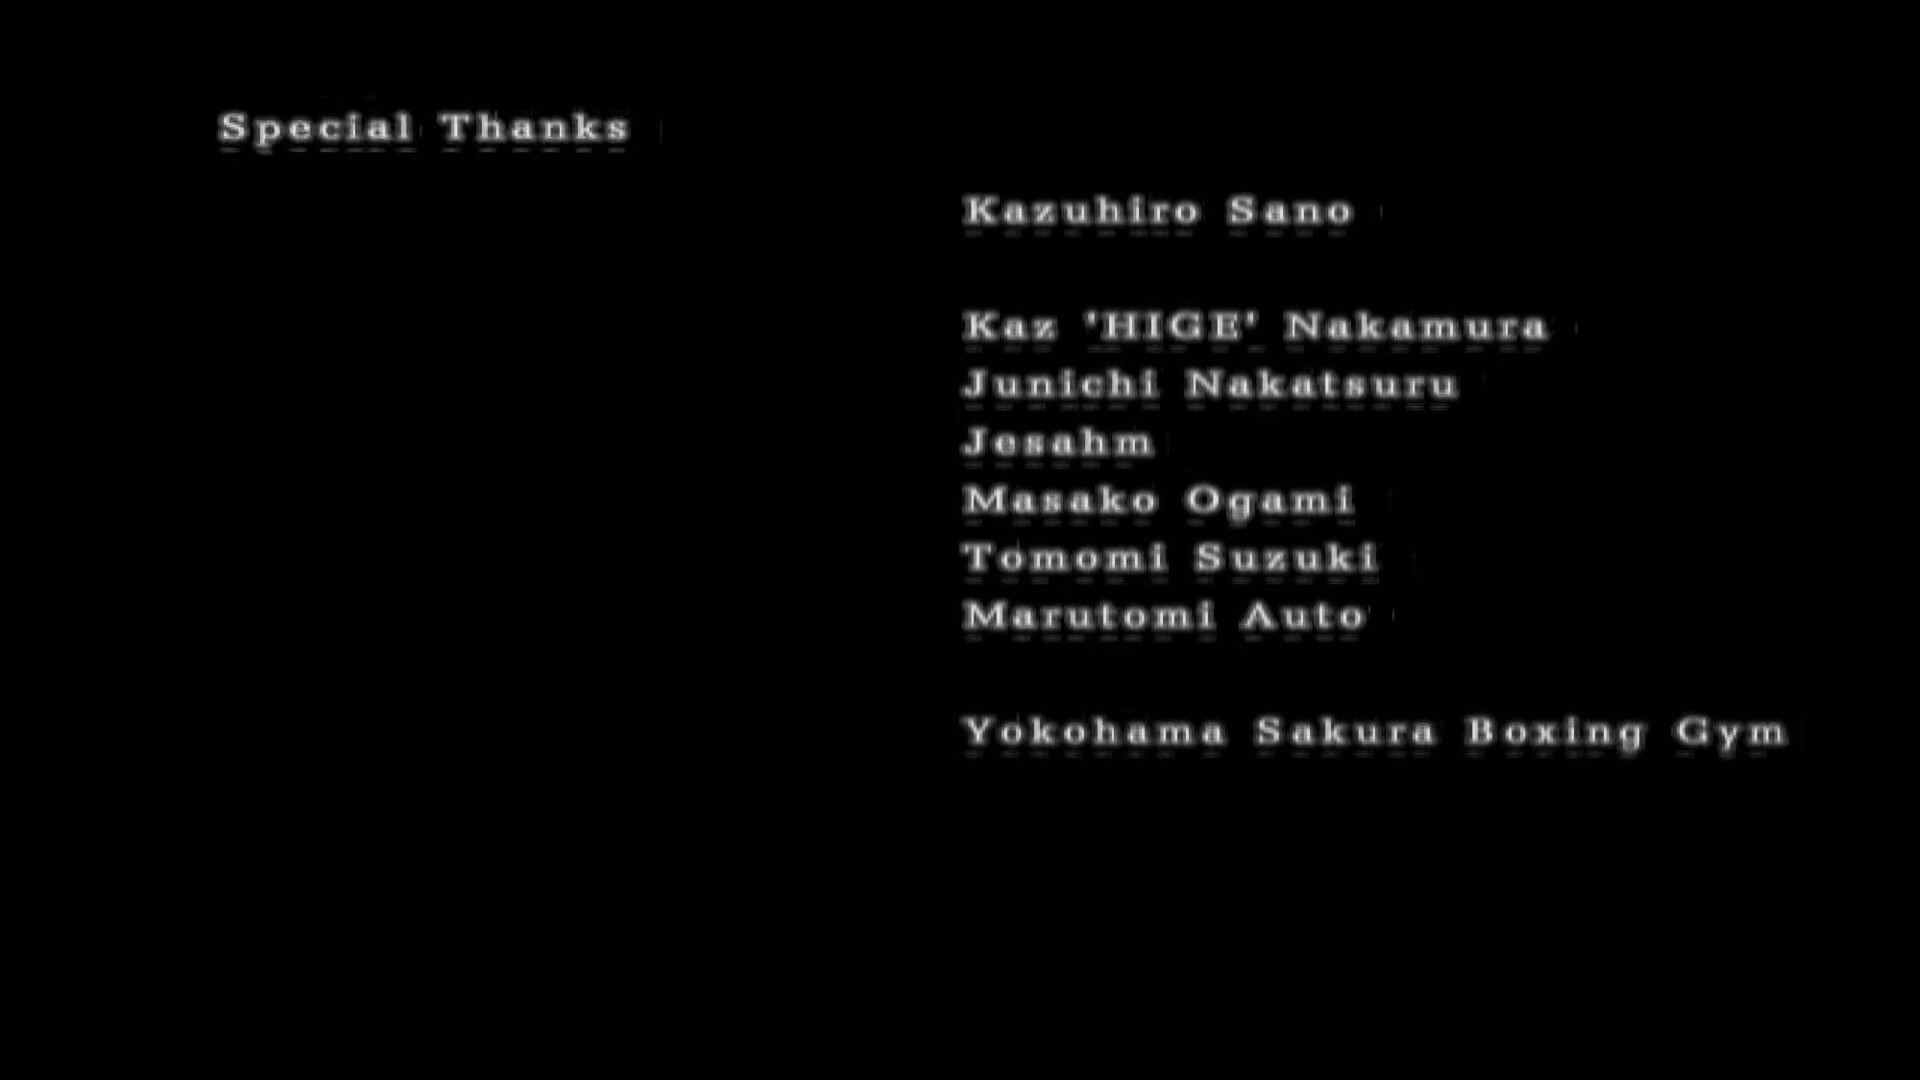 Special Thanks
Kazuhiro Sano
Kaz 'HIGE' Nakamura
Junichi Nakatsuru
Jesahm
Masako Ogami
Tomomi Suzuki
Marutomi Auto
Yokohama Sakura Boxing Gym